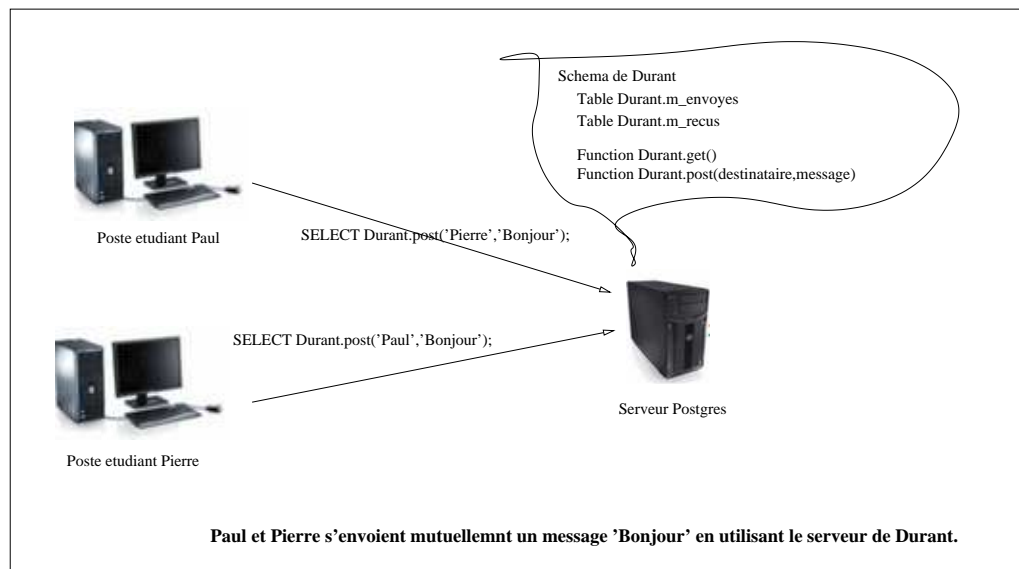 Schema de Durant
Table Durant.m_envoyes
Table Durant.m_recus
Function Durant.get()
Function Durant.post(destinataire,message)
Poste etudiant Paul
SELECT Durant.post('Pierre','Bonjour');
SELECT Durant.post('Paul','Bonjour');
Serveur Postgres
Poste etudiant Pierre
Paul et Pierre s'envoient mutuellemnt un message 'Bonjour' en utilisant le serveur de Durant.